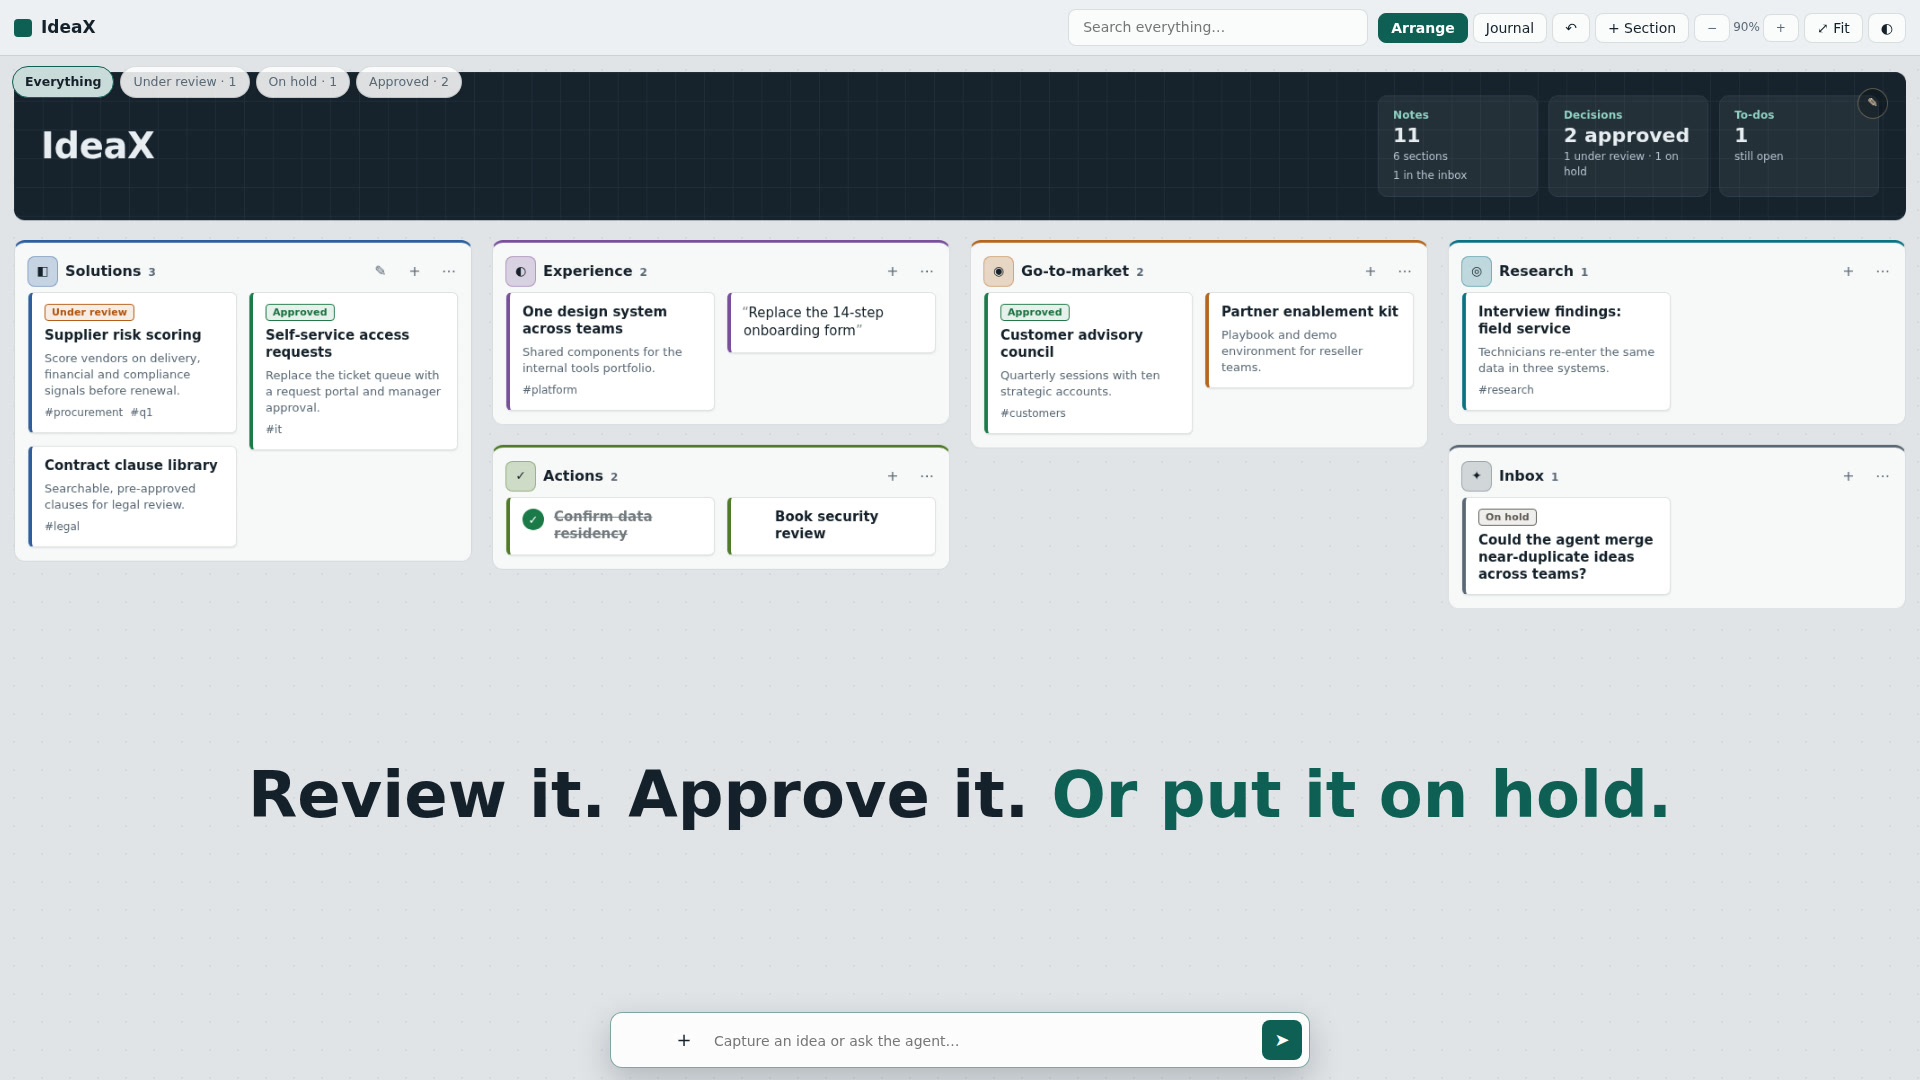 IdeaX
Search everything...
Arrange
Journal
+ Section
−
90%
+
Fit
Everything
Under review · 1
On hold · 1
Approved · 2
IdeaX
Notes
11
6 sections
1 in the inbox
Decisions
2 approved
1 under review · 1 on
hold
To-dos
1
still open
Solutions 3
Under review
Supplier risk scoring
Score vendors on delivery,
financial and compliance
signals before renewal.
#procurement #q1
Approved
Self-service access
requests
Replace the ticket queue with
a request portal and manager
approval.
#it
Contract clause library
Searchable, pre-approved
clauses for legal review.
#legal
Experience 2
One design system
across teams
Shared components for the
internal tools portfolio.
#platform
"Replace the 14-step
onboarding form"
Actions 2
Confirm data
residency
Book security
review
Go-to-market 2
Approved
Customer advisory
council
Quarterly sessions with ten
strategic accounts.
#customers
Partner enablement kit
Playbook and demo
environment for reseller
teams.
Research 1
Interview findings:
field service
Technicians re-enter the same
data in three systems.
#research
Inbox 1
On hold
Could the agent merge
near-duplicate ideas
across teams?
Review it. Approve it. Or put it on hold.
+ Capture an idea or ask the agent...